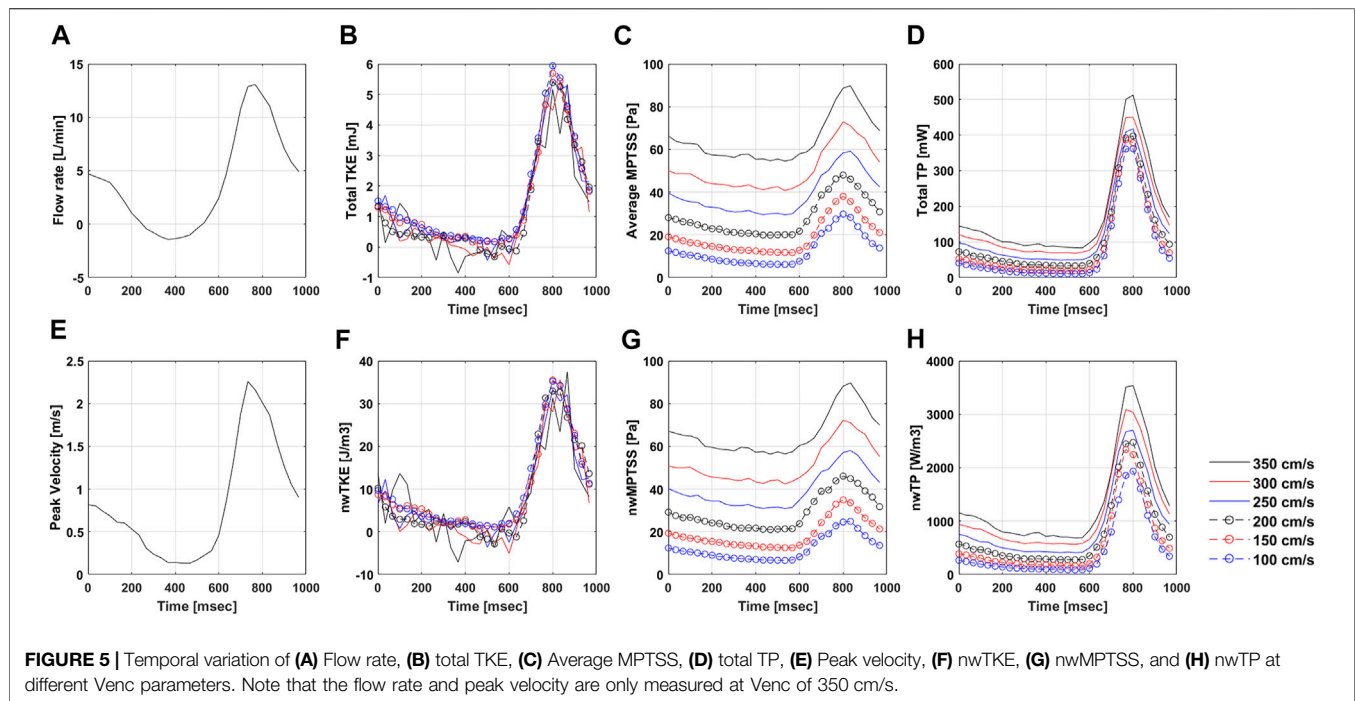 A
Flow rate [L/min]
15
10
5
0
-5
0 200 400 600 800 1000
Time [msec]
B
Total TKE [mJ]
6
5
4
3
2
1
0
-1
0 200 400 600 800 1000
Time [msec]
C
Average MPTSS [Pa]
100
80
60
40
20
0
0 200 400 600 800 1000
Time [msec]
D
Total TP [mW]
600
500
400
300
200
100
0
0 200 400 600 800 1000
Time [msec]
E
Peak Velocity [m/s]
2.5
2
1.5
1
0.5
0
0 200 400 600 800 1000
Time [msec]
F
nwTKE [J/m3]
40
30
20
10
0
-10
0 200 400 600 800 1000
Time [msec]
G
nwMPTSS [Pa]
100
80
60
40
20
0
0 200 400 600 800 1000
Time [msec]
H
nwTP [W/m3]
4000
3000
2000
1000
0
0 200 400 600 800 1000
Time [msec]
350 cm/s
300 cm/s
250 cm/s
200 cm/s
150 cm/s
100 cm/s
FIGURE 5 | Temporal variation of (A) Flow rate, (B) total TKE, (C) Average MPTSS, (D) total TP, (E) Peak velocity, (F) nwTKE, (G) nwMPTSS, and (H) nwTP at
different Venc parameters. Note that the flow rate and peak velocity are only measured at Venc of 350 cm/s.